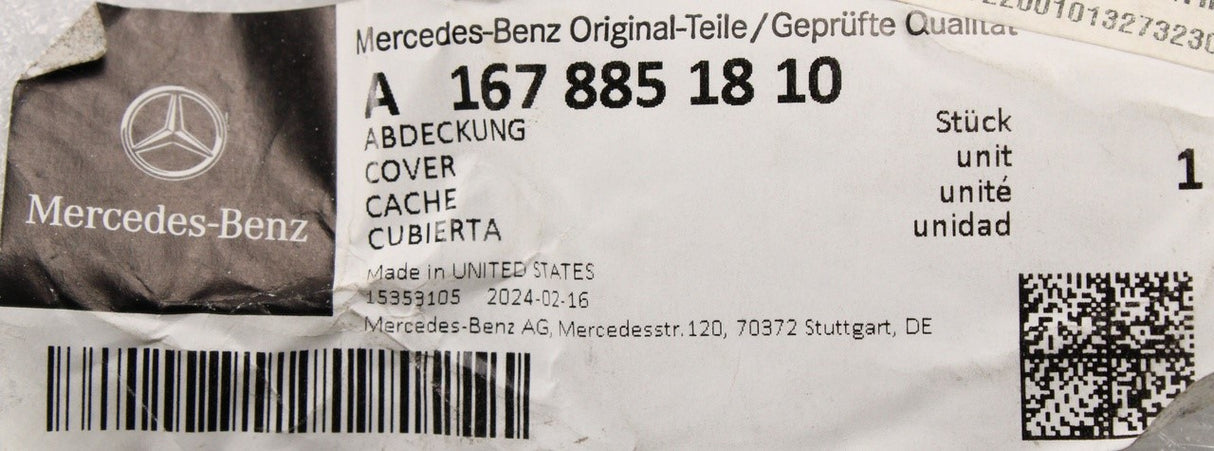 Mercedes-Benz Original-Teile/Geprüfte Qualität
A 167 885 18 10
ABDECKUNG
COVER
CACHE
CUBIERTA
Stück
unit
unité
unidad
1
Made in UNITED STATES
15353105 2024-02-16
Mercedes-Benz AG, Mercedesstr. 120, 70372 Stuttgart, DE
Mercedes-Benz